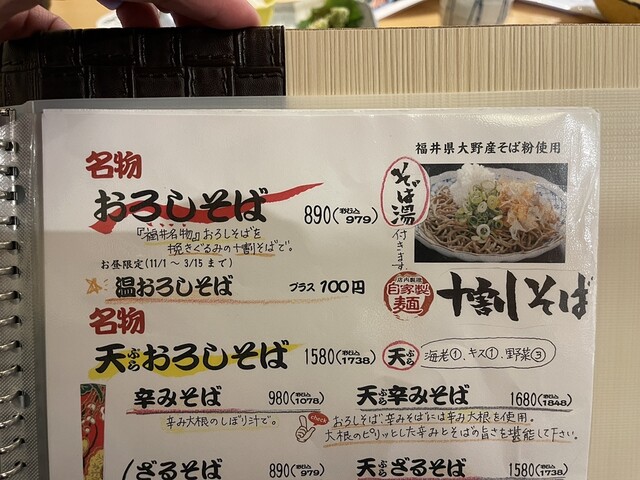 福井県大野産そば粉使用
名物
おろしそば 890(税込979)
そば湯付きます
『福井名物』おろしそばを
挽きぐるみの十割そばで。
お昼限定(11/1～3/15まで)
温おろしそば プラス100円
店内製造
自家製麺
十割そば
名物
天ぷらおろしそば 1580(税込1738)
天ぷら 海老①、キス①、野菜③
辛みそば 980(税込1078)
辛み大根のしぼり汁で。
天ぷら辛みそば 1680(税込1848)
check おろしそば・辛みそばには辛み大根を使用。
大根のピリッとした辛みとそばの旨さを堪能して下さい。
ざるそば 890(税込979)
天ぷらざるそば 1580(税込1738)